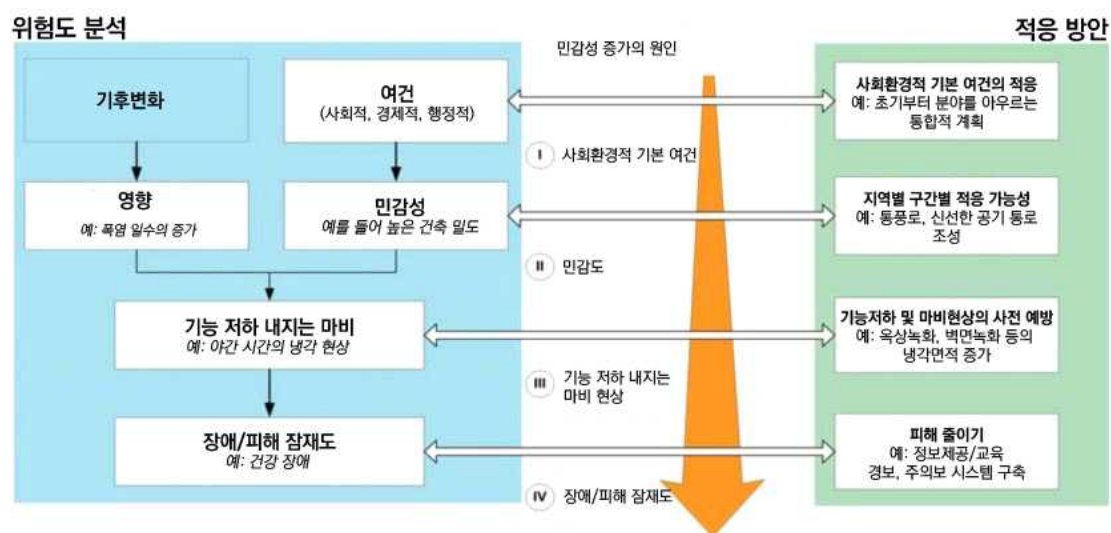 위험도 분석
적응 방안
기후변화
여건
(사회적, 경제적, 행정적)
영향
예: 폭염 일수의 증가
민감성
예를 들어 높은 건축 밀도
기능 저하 내지는 마비
예: 야간 시간의 냉각 현상
장애/피해 잠재도
예: 건강 장애
민감성 증가의 원인
I 사회환경적 기본 여건
II 민감도
III 기능 저하 내지는
마비 현상
IV 장애/피해 잠재도
사회환경적 기본 여건의 적응
예: 초기부터 분야를 아우르는
통합적 계획
지역별 구간별 적응 가능성
예: 통풍로, 신선한 공기 통로
조성
기능저하 및 마비현상의 사전 예방
예: 옥상녹화, 벽면녹화 등의
냉각면적 증가
피해 줄이기
예: 정보제공/교육
경보, 주의보 시스템 구축